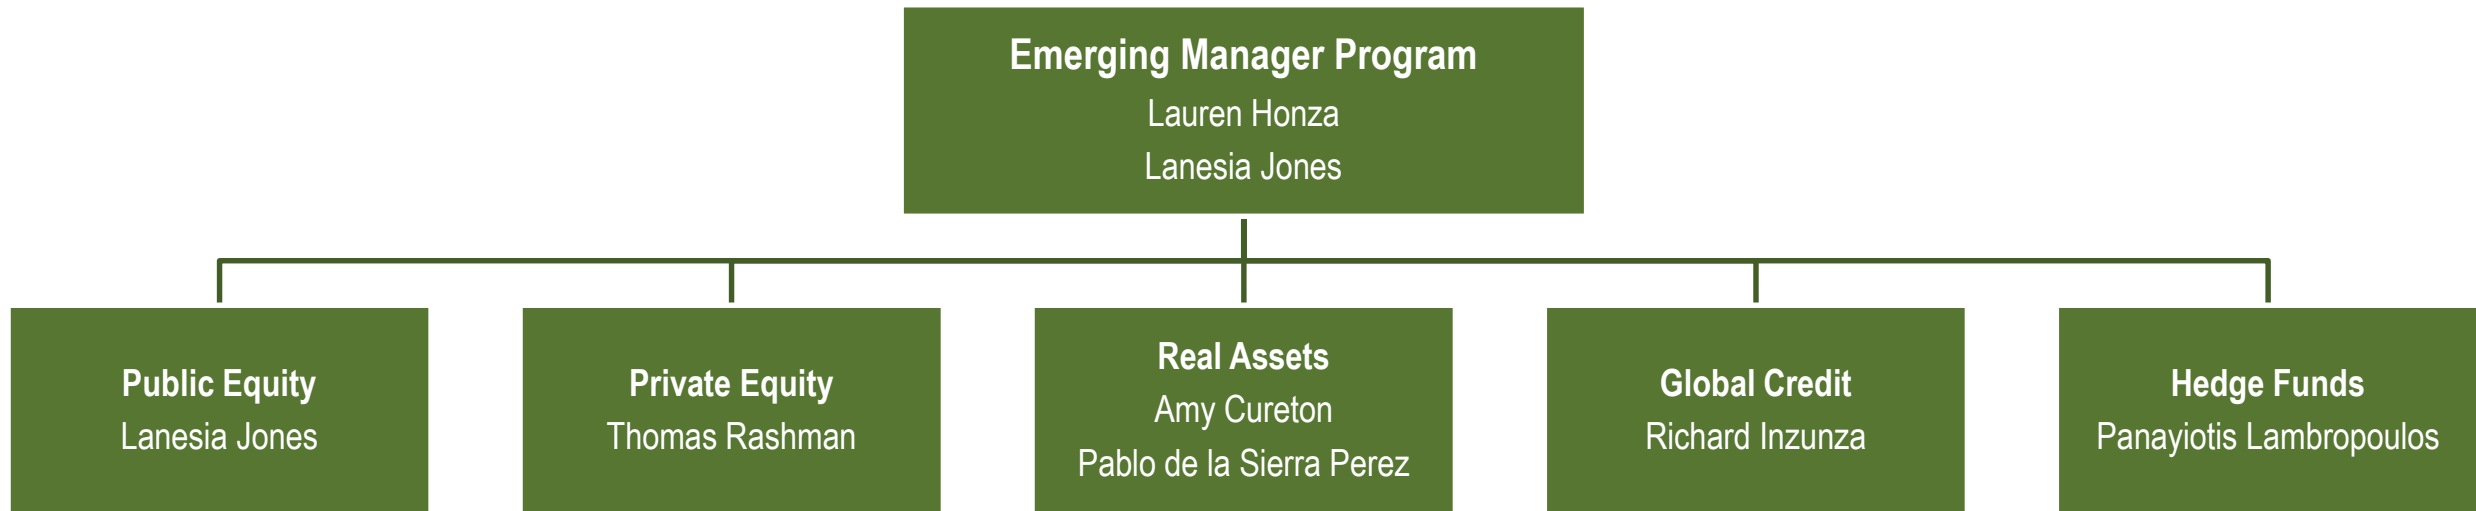 Emerging Manager Program
Lauren Honza
Lanesia Jones
Public Equity
Lanesia Jones
Private Equity
Thomas Rashman
Real Assets
Amy Cureton
Pablo de la Sierra Perez
Global Credit
Richard Inzunza
Hedge Funds
Panayiotis Lambropoulos